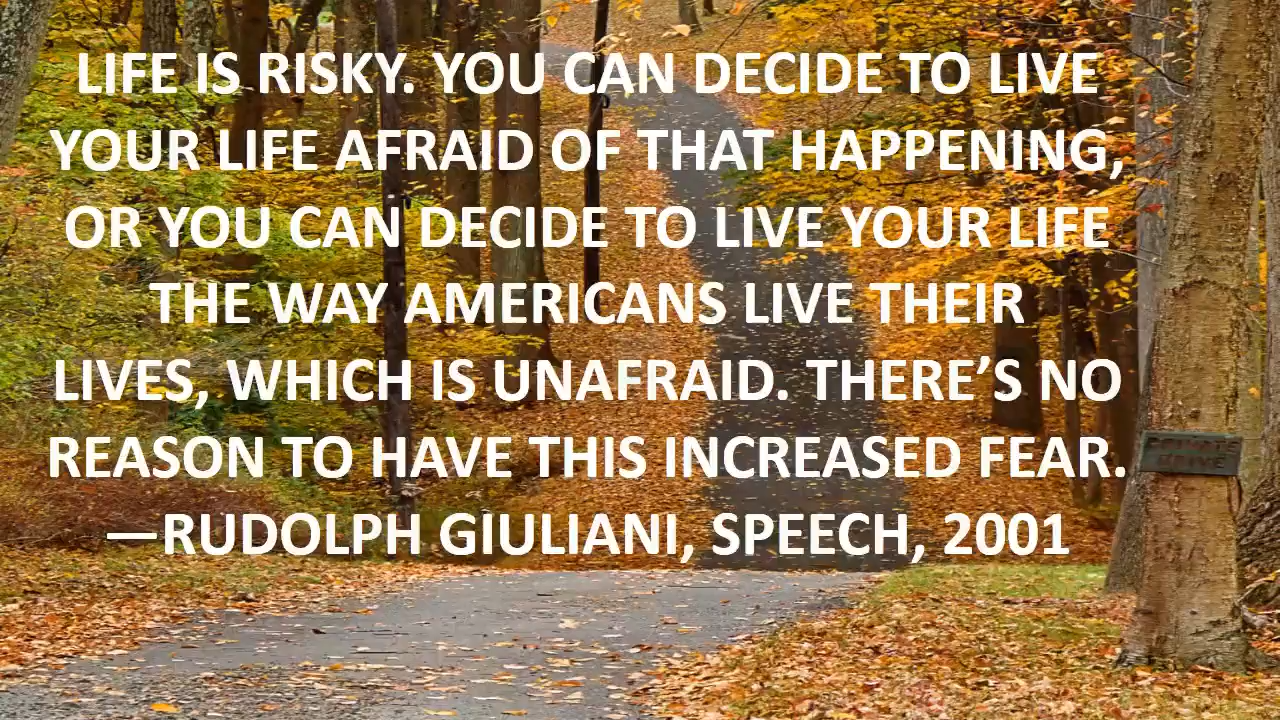 LIFE IS RISKY. YOU CAN DECIDE TO LIVE
YOUR LIFE AFRAID OF THAT HAPPENING,
OR YOU CAN DECIDE TO LIVE YOUR LIFE
THE WAY AMERICANS LIVE THEIR
LIVES, WHICH IS UNAFRAID. THERE’S NO
REASON TO HAVE THIS INCREASED FEAR.
—RUDOLPH GIULIANI, SPEECH, 2001
DRIVE